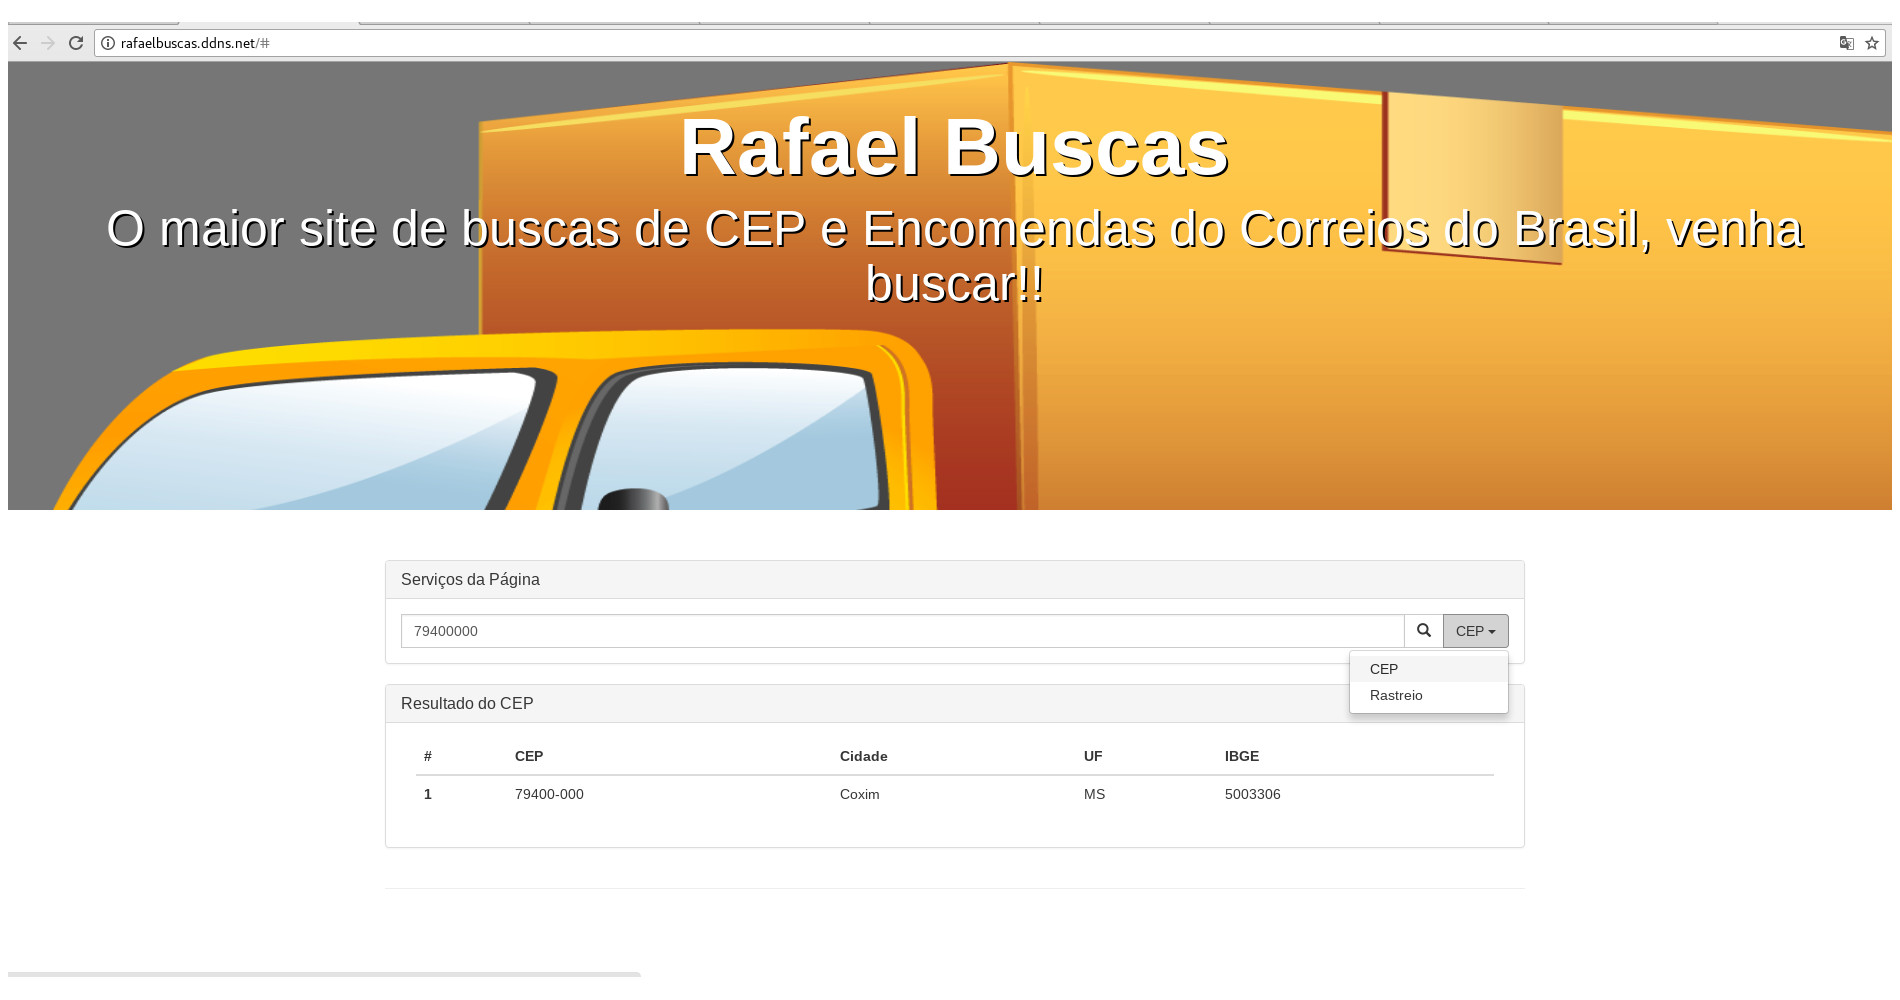 rafaelbuscas.ddns.net/#
Rafael Buscas
O maior site de buscas de CEP e Encomendas do Correios do Brasil, venha
buscar!!
Serviços da Página
79400000
CEP
CEP
Rastreio
Resultado do CEP
# CEP Cidade UF IBGE
1 79400-000 Coxim MS 5003306